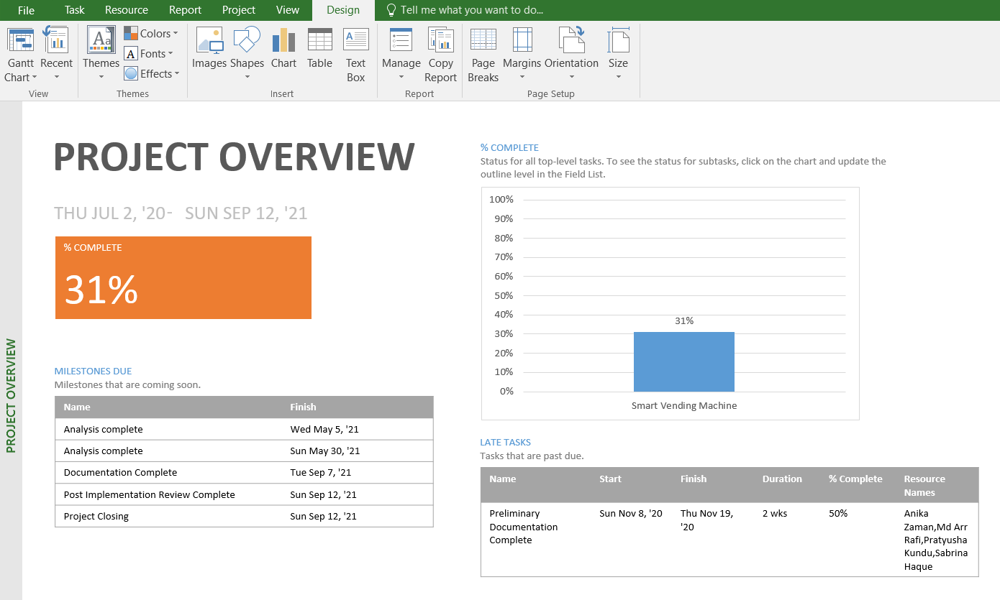 File Task Resource Report Project View Design Tell me what you want to do...
Gantt Chart Recent Themes Colors Fonts Effects Images Shapes Chart Table Text Box Manage Copy Report Page Breaks Margins Orientation Size
View Themes Insert Report Page Setup
PROJECT OVERVIEW
PROJECT OVERVIEW
THU JUL 2, '20- SUN SEP 12, '21
% COMPLETE
31%
MILESTONES DUE
Milestones that are coming soon.
Name Finish
Analysis complete Wed May 5, '21
Analysis complete Sun May 30, '21
Documentation Complete Tue Sep 7, '21
Post Implementation Review Complete Sun Sep 12, '21
Project Closing Sun Sep 12, '21
% COMPLETE
Status for all top-level tasks. To see the status for subtasks, click on the chart and update the
outline level in the Field List.
100%
90%
80%
70%
60%
50%
40%
31%
30%
20%
10%
0%
Smart Vending Machine
LATE TASKS
Tasks that are past due.
Name Start Finish Duration % Complete Resource
Names
Preliminary Sun Nov 8, '20 Thu Nov 19, 2 wks 50% Anika
Documentation '20 Zaman,Md Arr
Complete Rafi,Pratyusha
Kundu,Sabrina
Haque